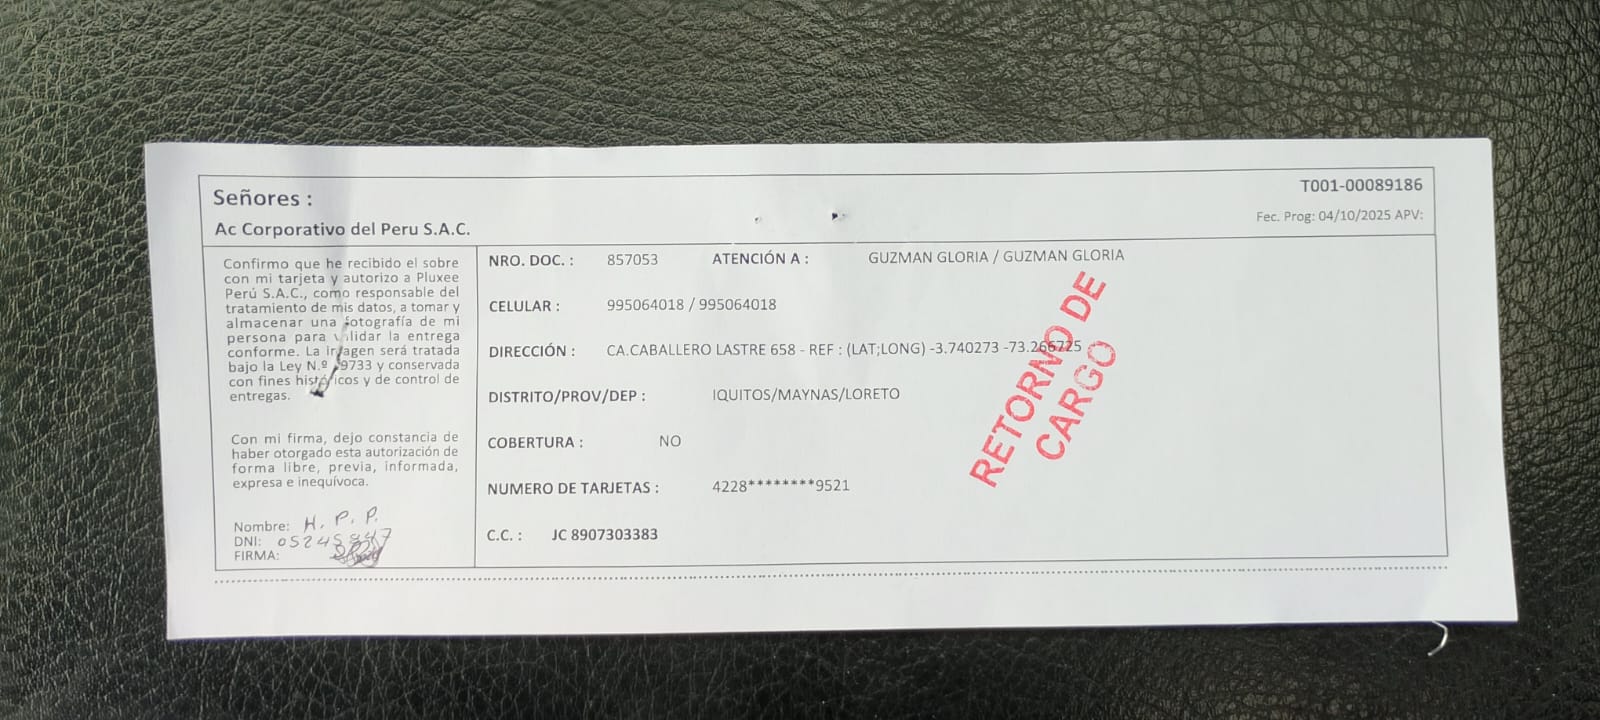 Señores :
Ac Corporativo del Peru S.A.C.
T001-00089186
Fec. Prog: 04/10/2025 APV:
Confirmo que he recibido el sobre
con mi tarjeta y autorizo a Pluxee
Perú S.A.C., como responsable del
tratamiento de mis datos, a tomar y
almacenar una fotografía de mi
persona para validar la entrega
conforme. La imagen será tratada
bajo la Ley N.º 29733 y conservada
con fines históricos y de control de
entregas.
Con mi firma, dejo constancia de
haber otorgado esta autorización de
forma libre, previa, informada,
expresa e inequívoca.
Nombre: H. P. P.
DNI: 05245847
FIRMA:
NRO. DOC. : 857053 ATENCIÓN A : GUZMAN GLORIA / GUZMAN GLORIA
CELULAR : 995064018 / 995064018
DIRECCIÓN : CA.CABALLERO LASTRE 658 - REF : (LAT;LONG) -3.740273 -73.266725 -
DISTRITO/PROV/DEP : IQUITOS/MAYNAS/LORETO
COBERTURA : NO
NUMERO DE TARJETAS : 4228********9521
C.C. : JC 8907303383
RETORNO DE
CARGO